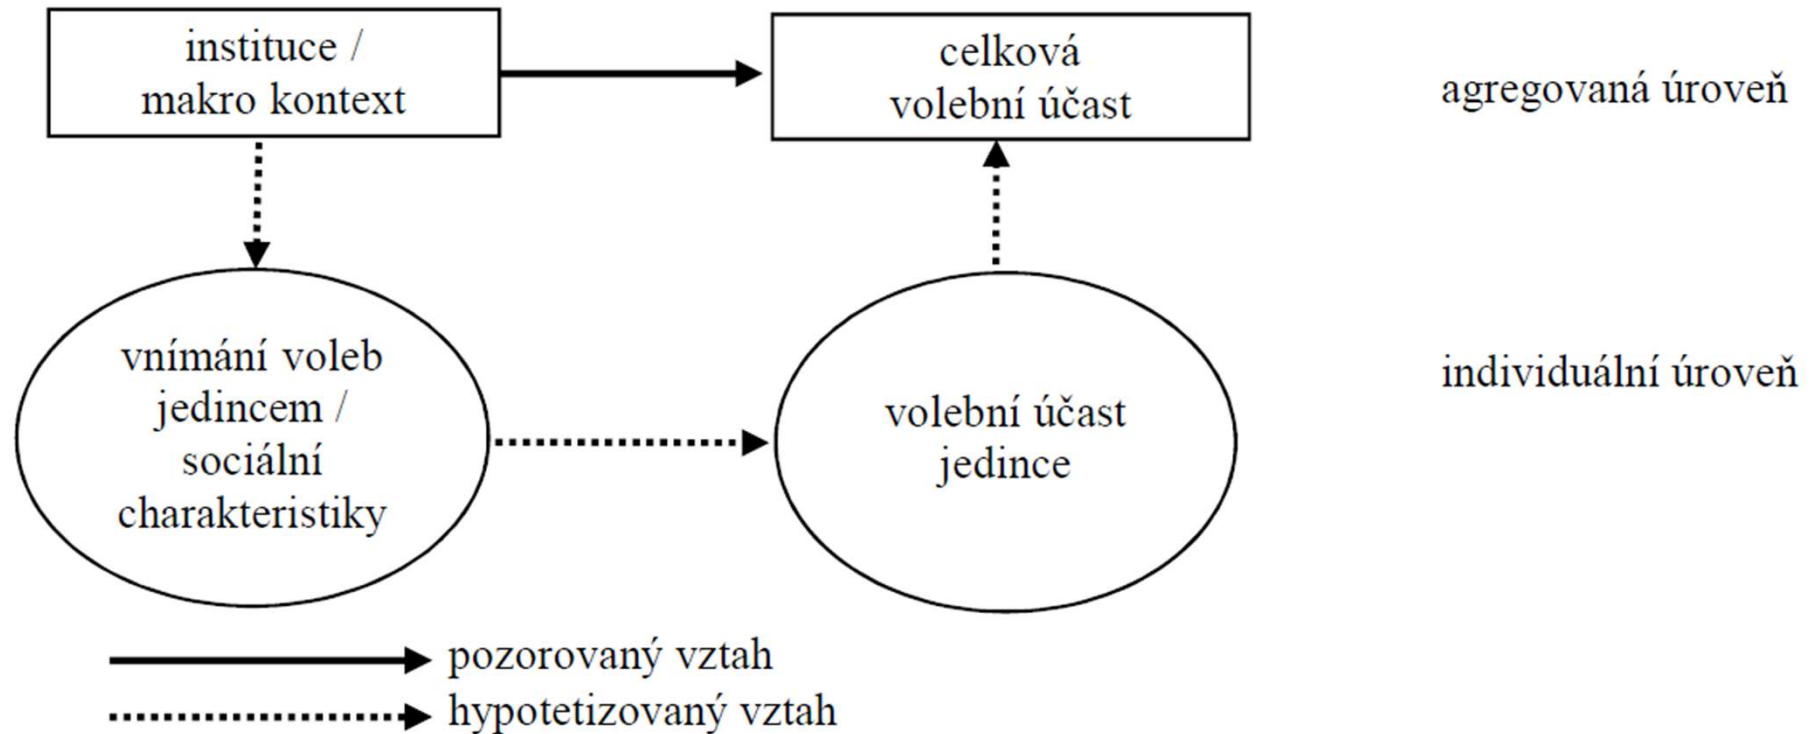 instituce /
makro kontext
celková
volební účast
agregovaná úroveň
vnímání voleb
jedincem /
sociální
charakteristiky
volební účast
jedince
individuální úroveň
pozorovaný vztah
hypotetizovaný vztah